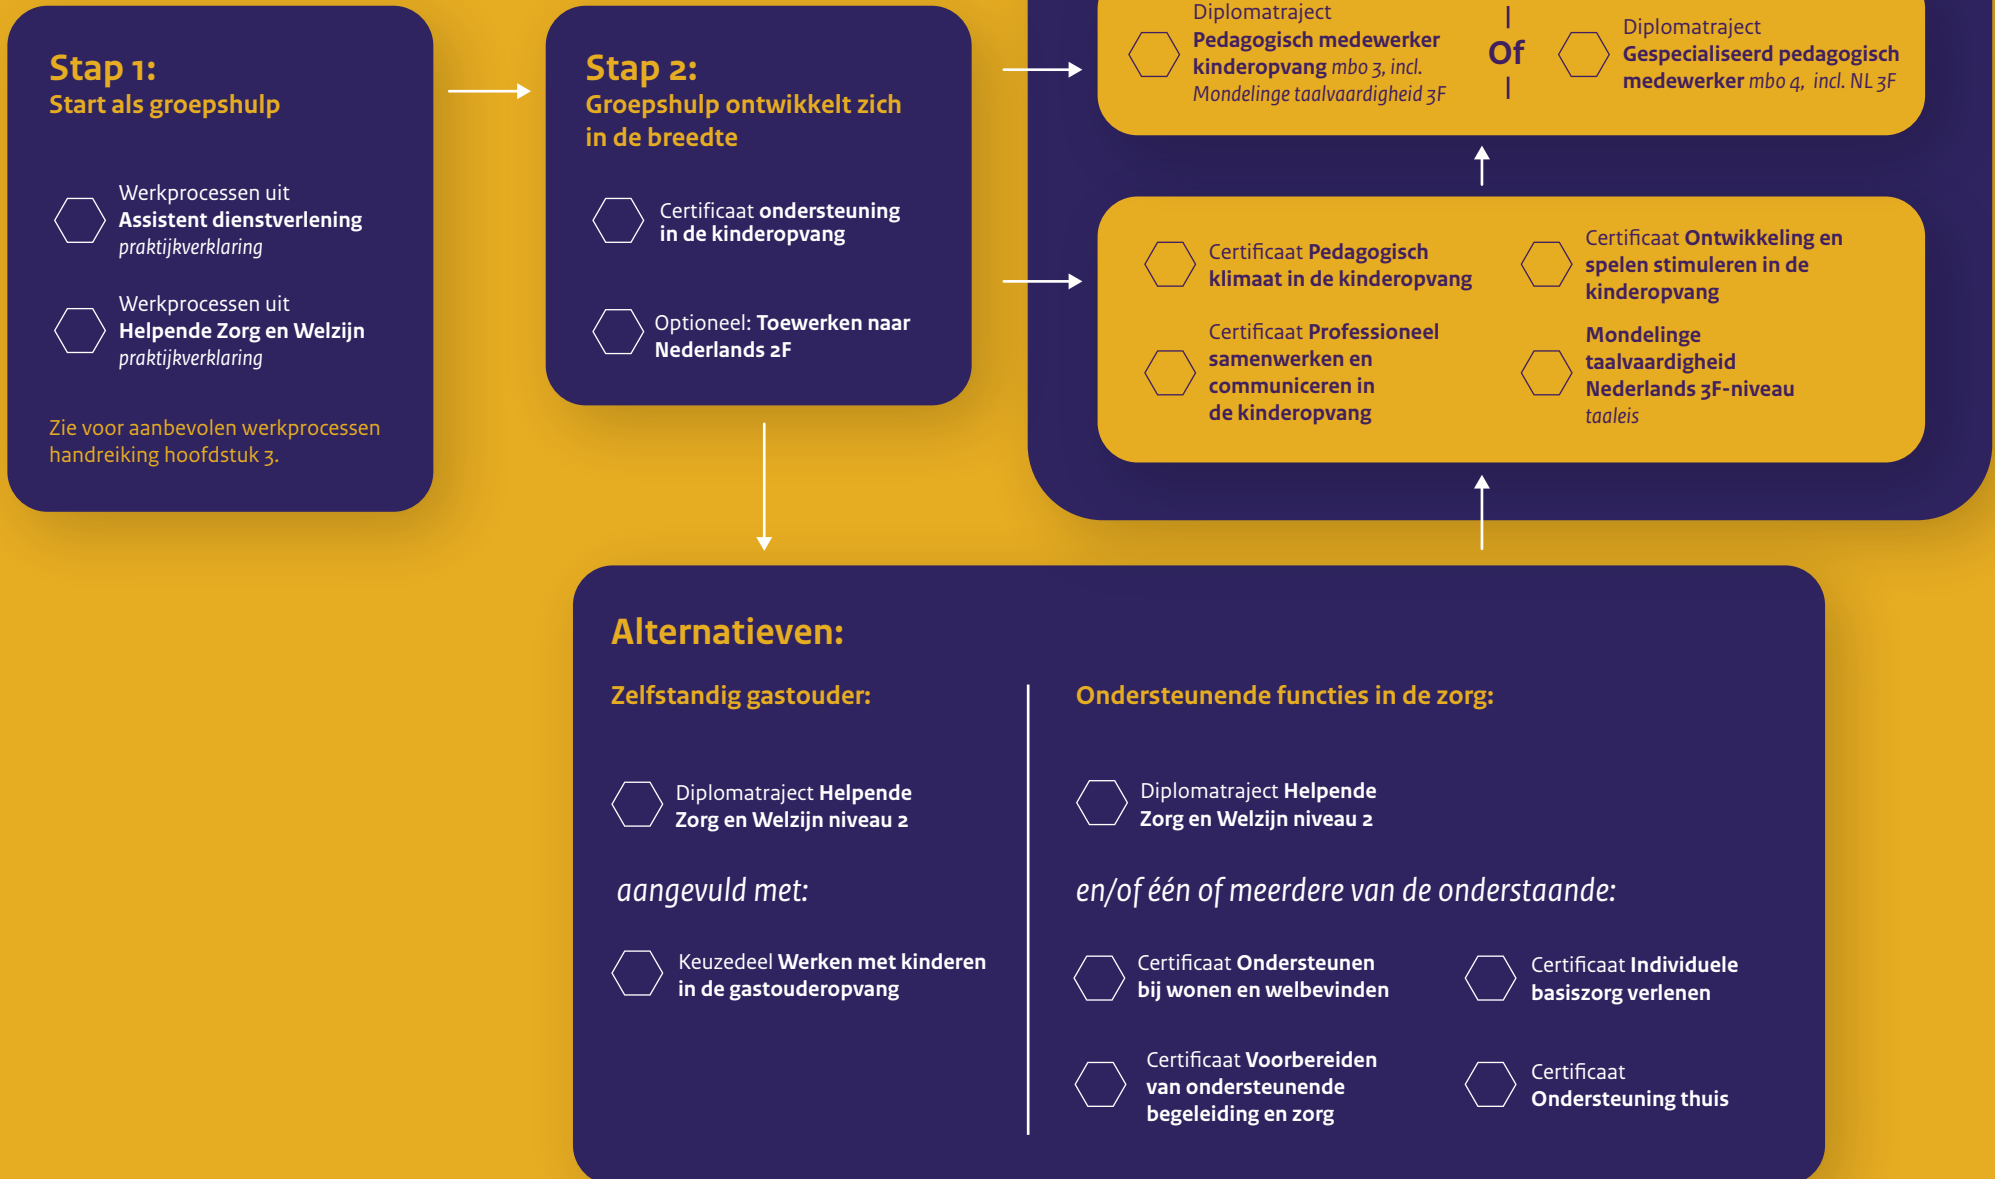 Stap 1:
Start als groepshulp
Werkprocessen uit
Assistent dienstverlening
praktijkverklaring
Werkprocessen uit
Helpende Zorg en Welzijn
praktijkverklaring
Zie voor aanbevolen werkprocessen
handreiking hoofdstuk 3.
Stap 2:
Groepshulp ontwikkelt zich
in de breedte
Certificaat ondersteuning
in de kinderopvang
Optioneel: Toewerken naar
Nederlands 2F
Diplomatraject
Pedagogisch medewerker
kinderopvang mbo 3, incl.
Mondelinge taalvaardigheid 3F
Of
Diplomatraject
Gespecialiseerd pedagogisch
medewerker mbo 4, incl. NL 3F
Certificaat Pedagogisch
klimaat in de kinderopvang
Certificaat Ontwikkeling en
spelen stimuleren in de
kinderopvang
Certificaat Professioneel
samenwerken en
communiceren in
de kinderopvang
Mondelinge
taalvaardigheid
Nederlands 3F-niveau
taaleis
Alternatieven:
Zelfstandig gastouder:
Diplomatraject Helpende
Zorg en Welzijn niveau 2
aangevuld met:
Keuzedeel Werken met kinderen
in de gastouderopvang
Ondersteunende functies in de zorg:
Diplomatraject Helpende
Zorg en Welzijn niveau 2
en/of één of meerdere van de onderstaande:
Certificaat Ondersteunen
bij wonen en welbevinden
Certificaat Individuele
basiszorg verlenen
Certificaat Voorbereiden
van ondersteunende
begeleiding en zorg
Certificaat
Ondersteuning thuis